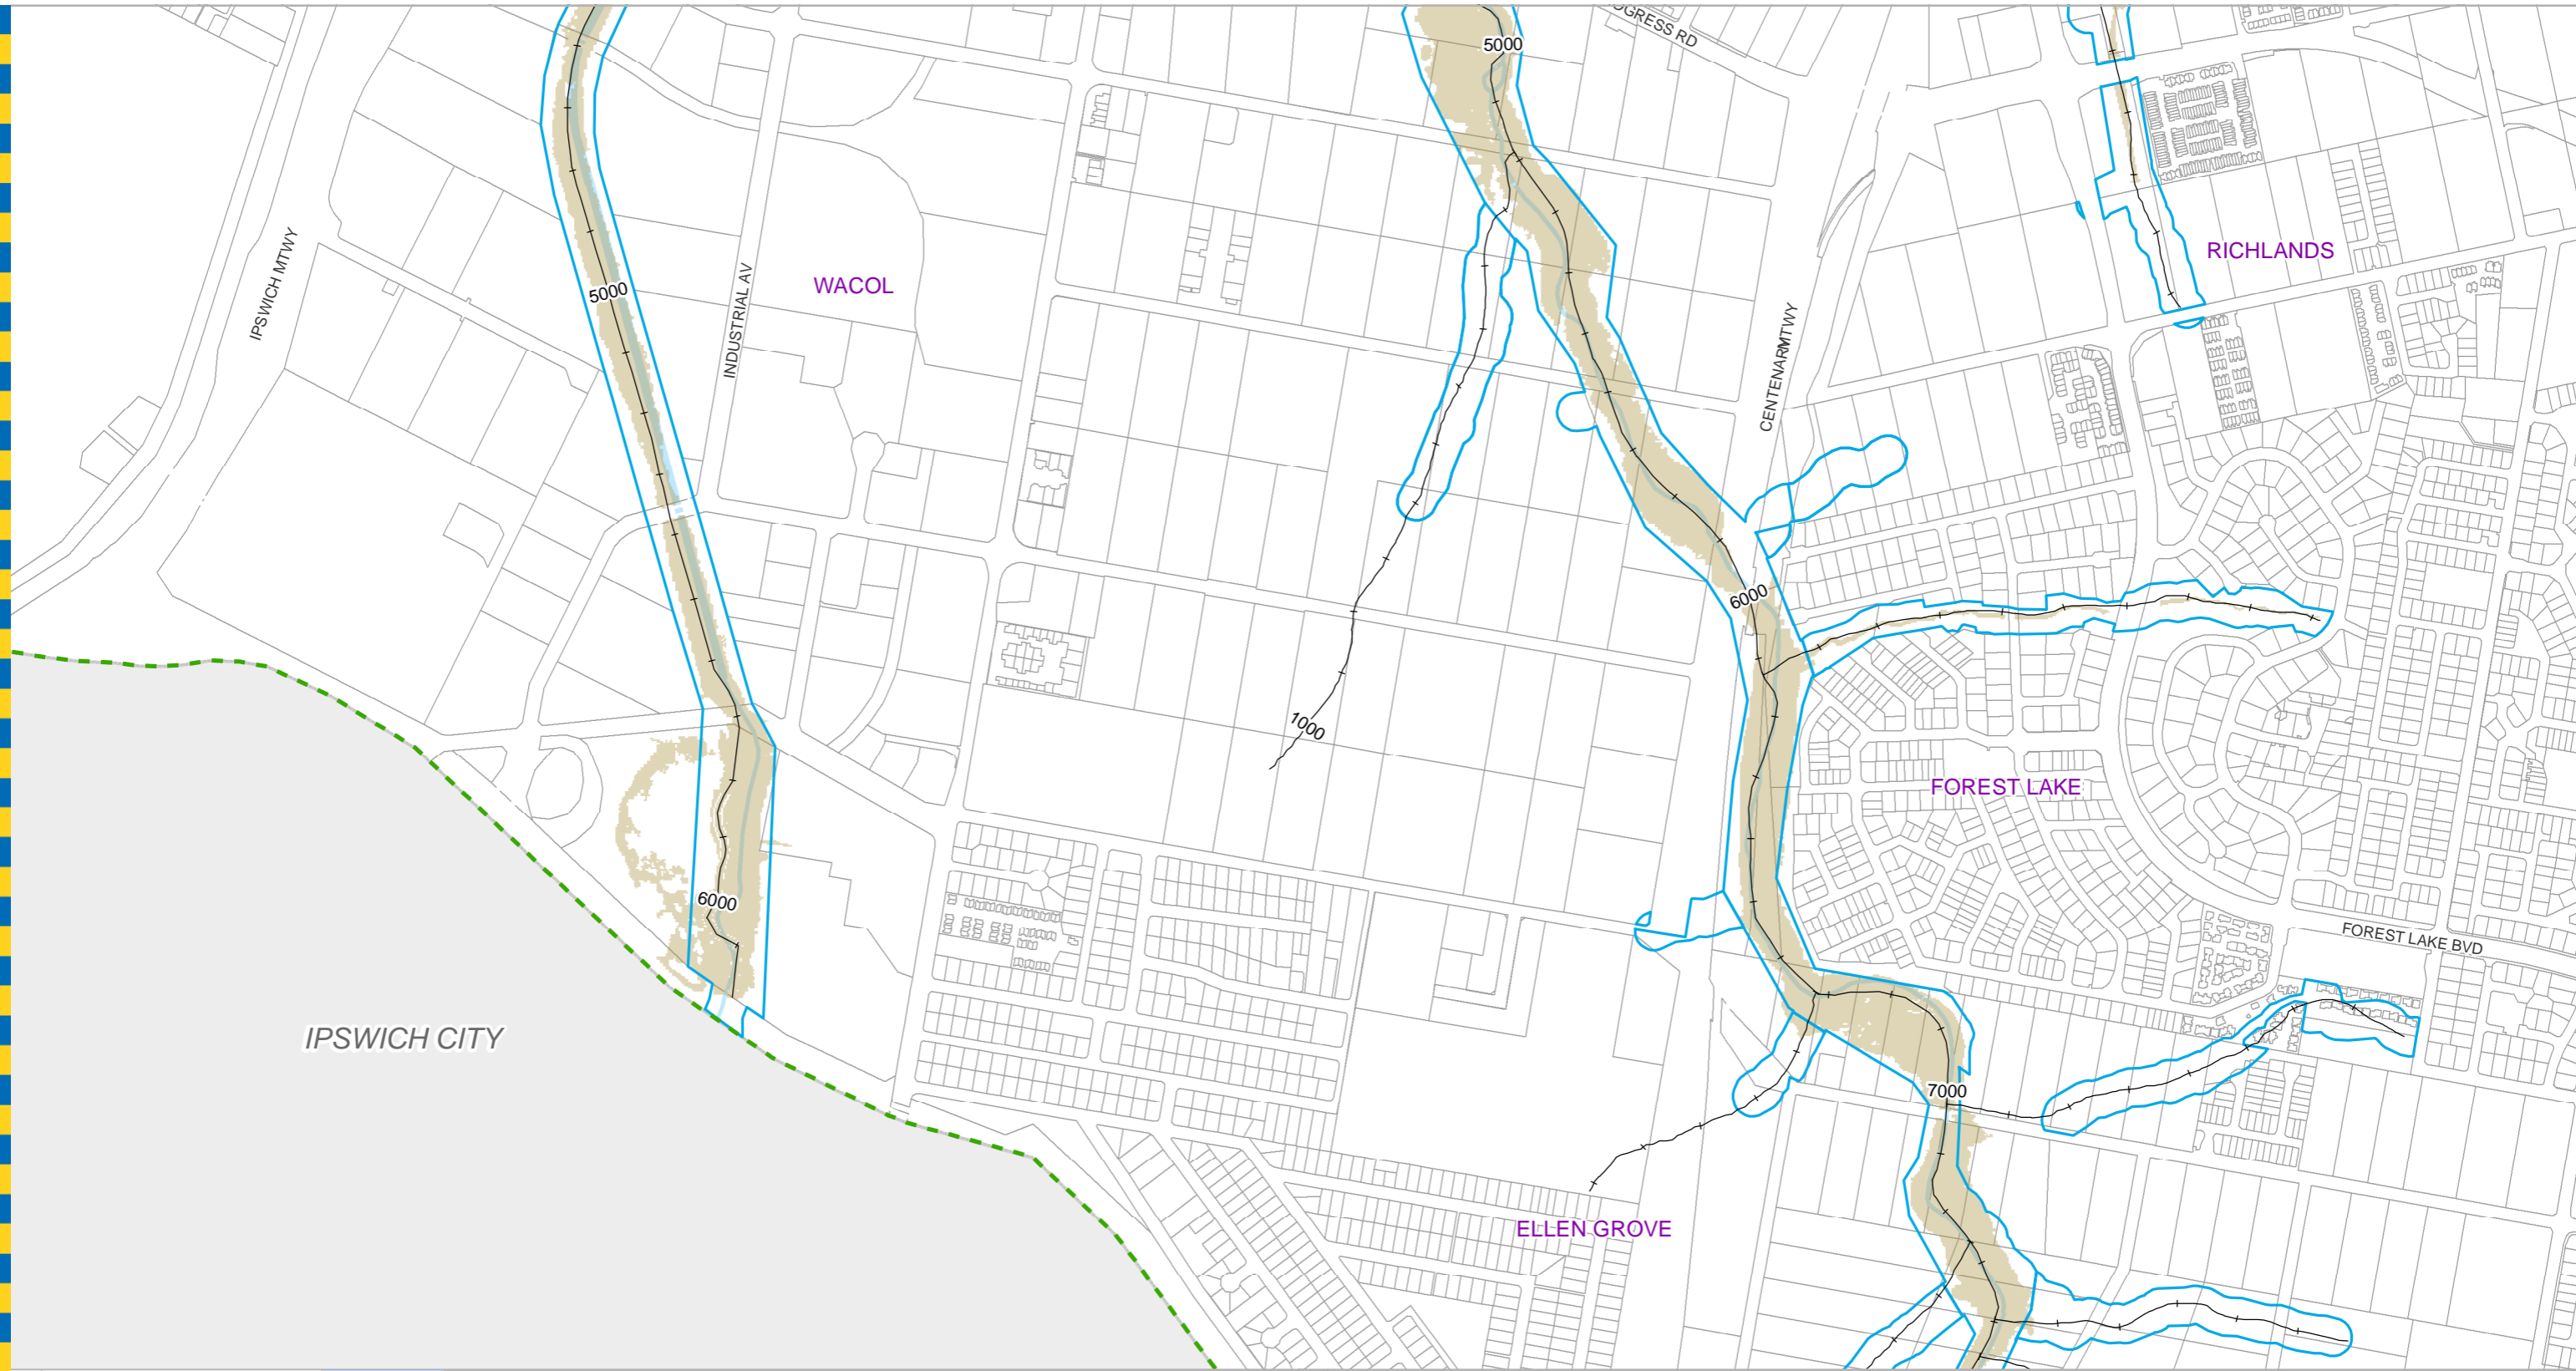 OGRESS RD
5000
RICHLANDS
IPSWICH MTWY
WACOL
5000
INDUSTRIAL AV
CENTENARY MTWY
6000
1000
FOREST LAKE
6000
FOREST LAKE BVD
IPSWICH CITY
7000
ELLEN GROVE